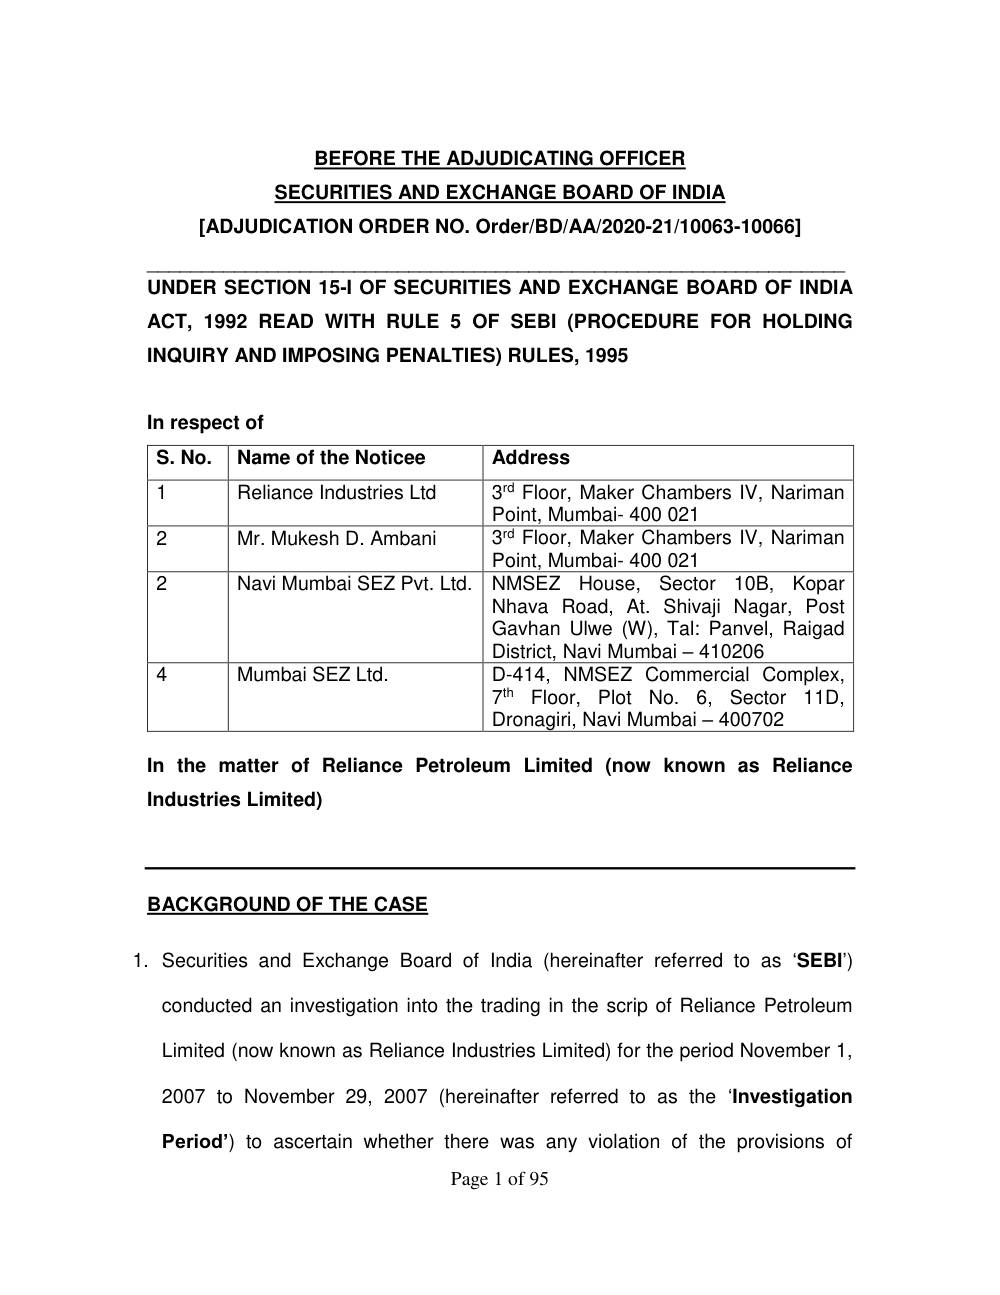 BEFORE THE ADJUDICATING OFFICER
SECURITIES AND EXCHANGE BOARD OF INDIA
[ADJUDICATION ORDER NO. Order/BD/AA/2020-21/10063-10066]
UNDER SECTION 15-I OF SECURITIES AND EXCHANGE BOARD OF INDIA
ACT, 1992 READ WITH RULE 5 OF SEBI (PROCEDURE FOR HOLDING
INQUIRY AND IMPOSING PENALTIES) RULES, 1995
In respect of
S. No. Name of the Noticee Address
1 Reliance Industries Ltd 3rd Floor, Maker Chambers IV, Nariman
Point, Mumbai- 400 021
2 Mr. Mukesh D. Ambani 3rd Floor, Maker Chambers IV, Nariman
Point, Mumbai- 400 021
2 Navi Mumbai SEZ Pvt. Ltd. NMSEZ House, Sector 10B, Kopar
Nhava Road, At. Shivaji Nagar, Post
Gavhan Ulwe (W), Tal: Panvel, Raigad
District, Navi Mumbai – 410206
4 Mumbai SEZ Ltd. D-414, NMSEZ Commercial Complex,
7th Floor, Plot No. 6, Sector 11D,
Dronagiri, Navi Mumbai – 400702
In the matter of Reliance Petroleum Limited (now known as Reliance
Industries Limited)
BACKGROUND OF THE CASE
1. Securities and Exchange Board of India (hereinafter referred to as ‘SEBI’)
conducted an investigation into the trading in the scrip of Reliance Petroleum
Limited (now known as Reliance Industries Limited) for the period November 1,
2007 to November 29, 2007 (hereinafter referred to as the ‘Investigation
Period’) to ascertain whether there was any violation of the provisions of
Page 1 of 95